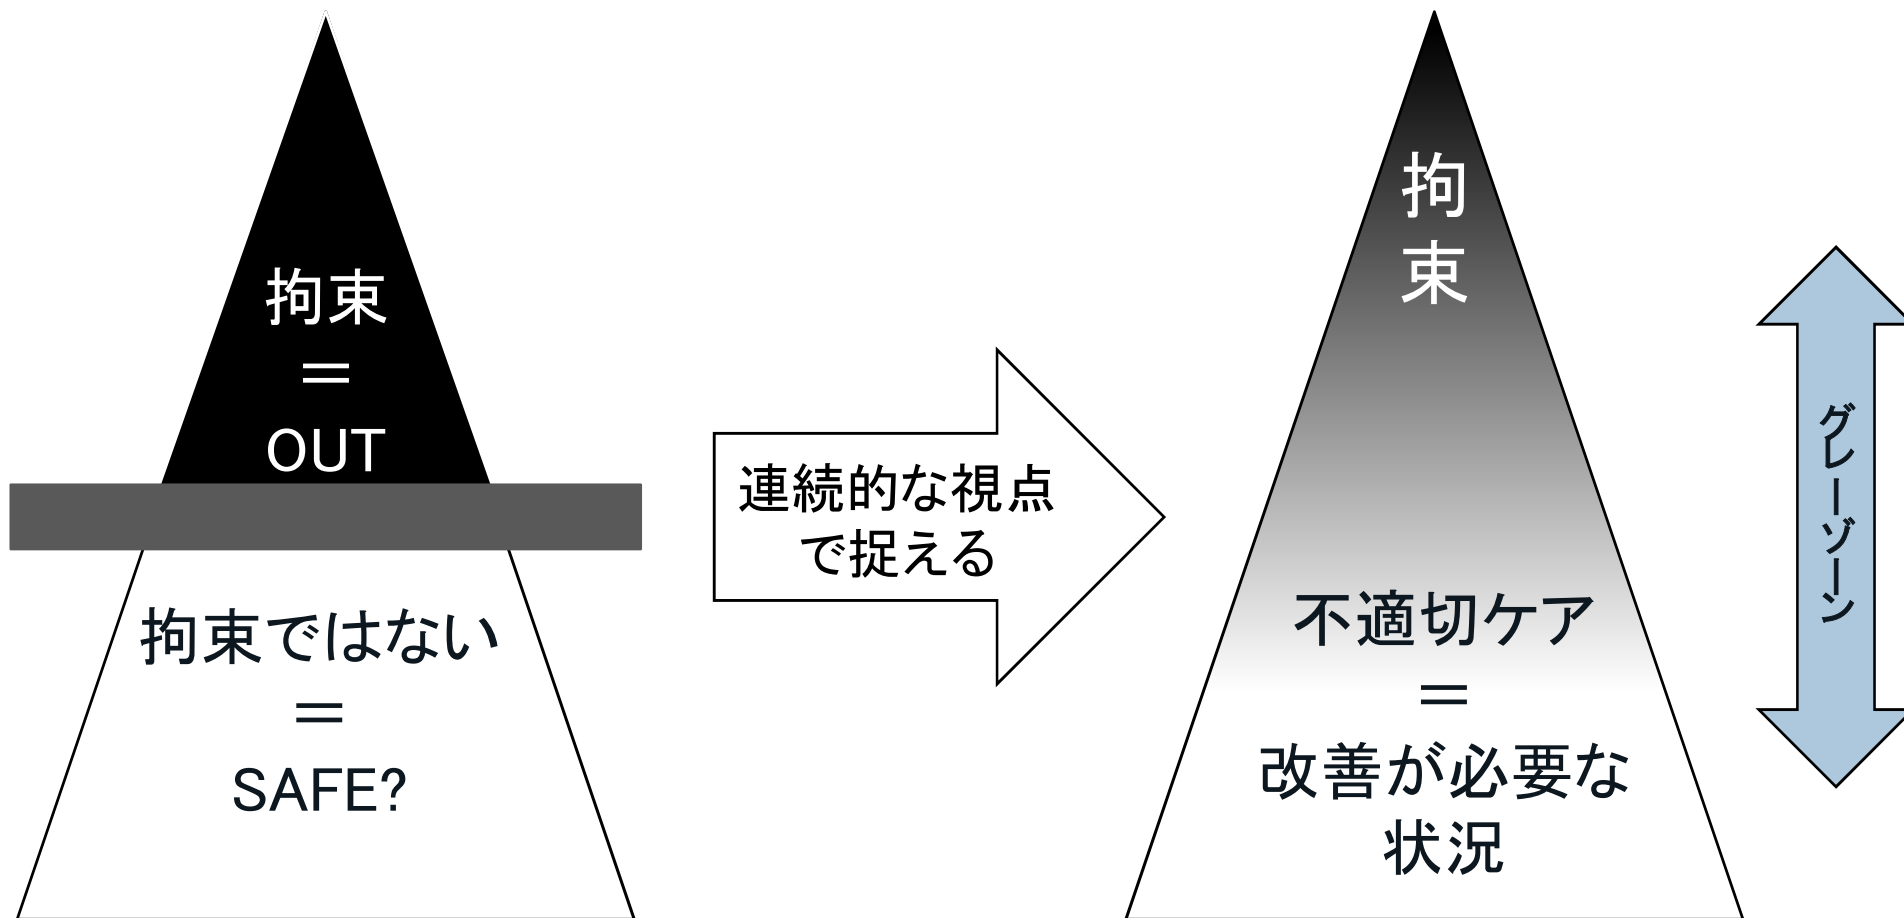 拘束
＝
OUT
拘束ではない
＝
SAFE?
連続的な視点
で捉える
拘束
不適切ケア
＝
改善が必要な
状況
グレーゾーン